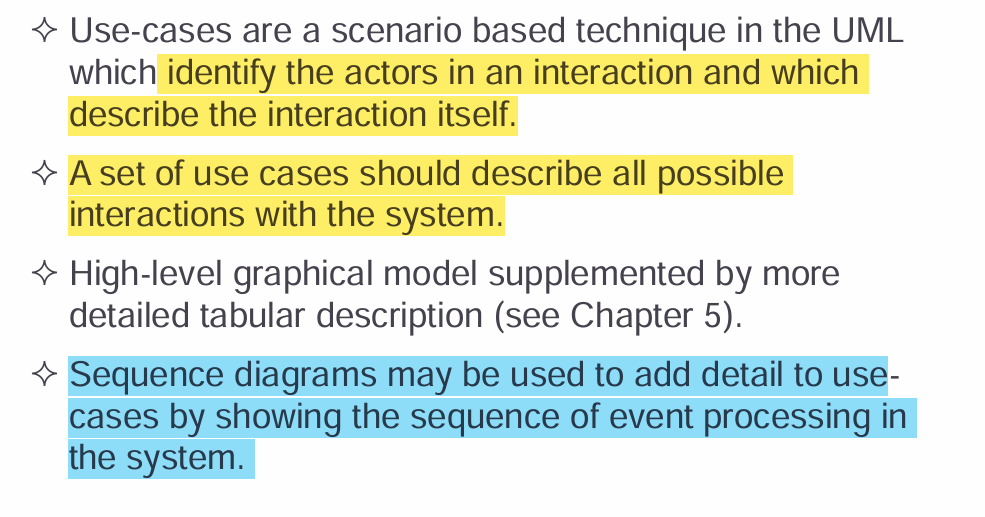 ✧ Use-cases are a scenario based technique in the UML
which identify the actors in an interaction and which
describe the interaction itself.
✧ A set of use cases should describe all possible
interactions with the system.
✧ High-level graphical model supplemented by more
detailed tabular description (see Chapter 5).
✧ Sequence diagrams may be used to add detail to use-
cases by showing the sequence of event processing in
the system.